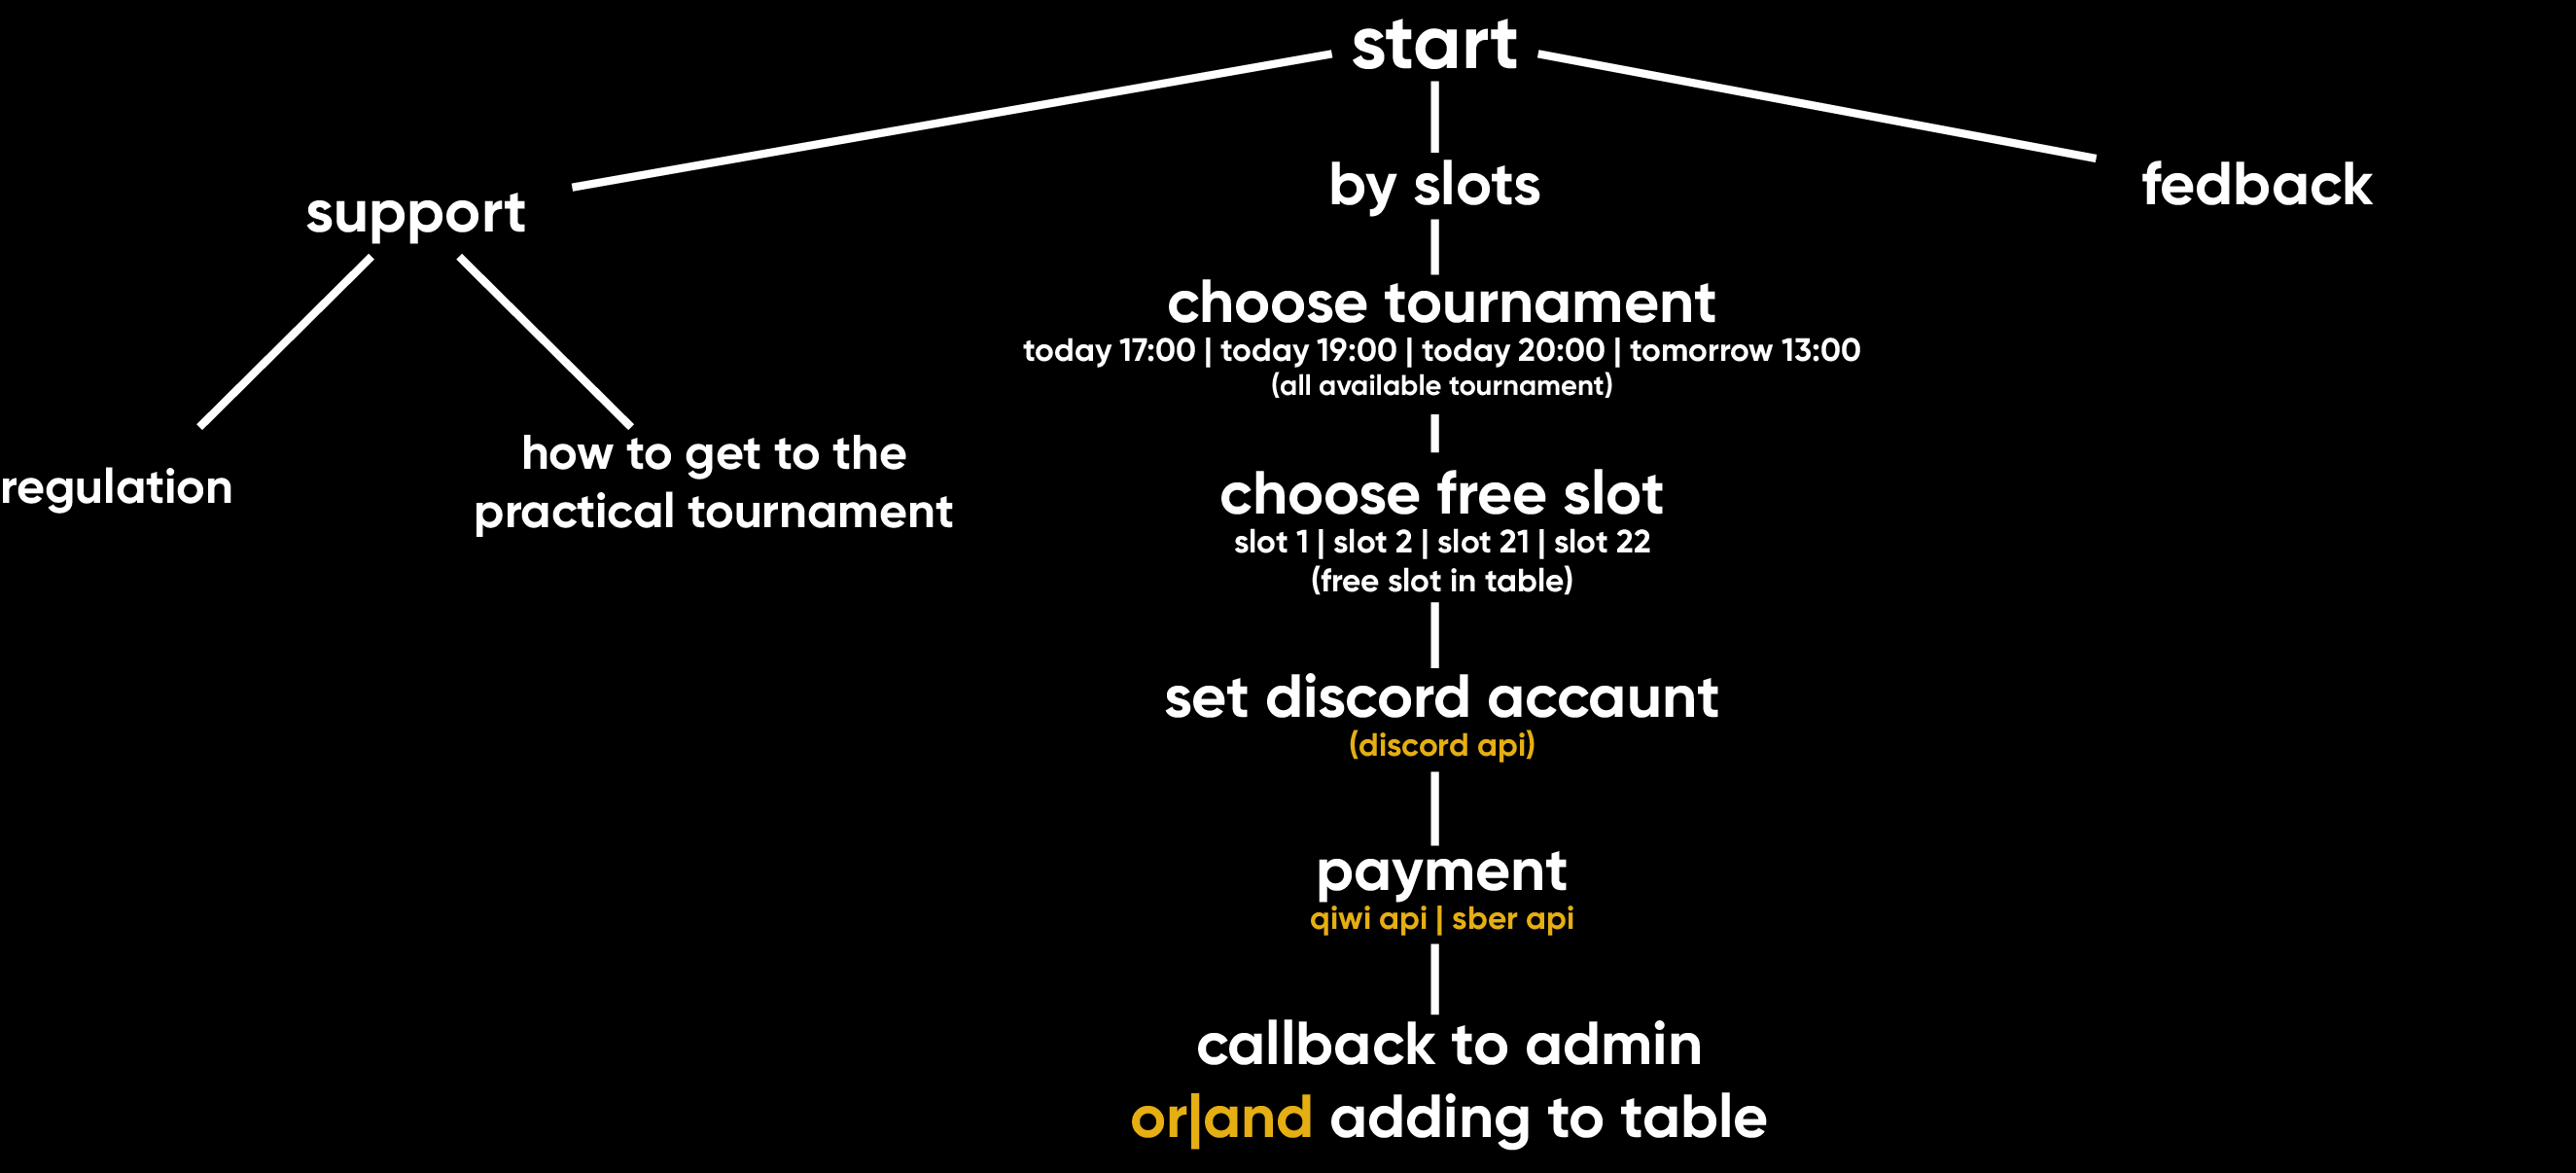 start
support
by slots
fedback
choose tournament
today 17:00 | today 19:00 | today 20:00 | tomorrow 13:00
(all available tournament)
regulation
how to get to the
practical tournament
choose free slot
slot 1 | slot 2 | slot 21 | slot 22
(free slot in table)
set discord accaunt
(discord api)
payment
qiwi api | sber api
callback to admin
or|and adding to table